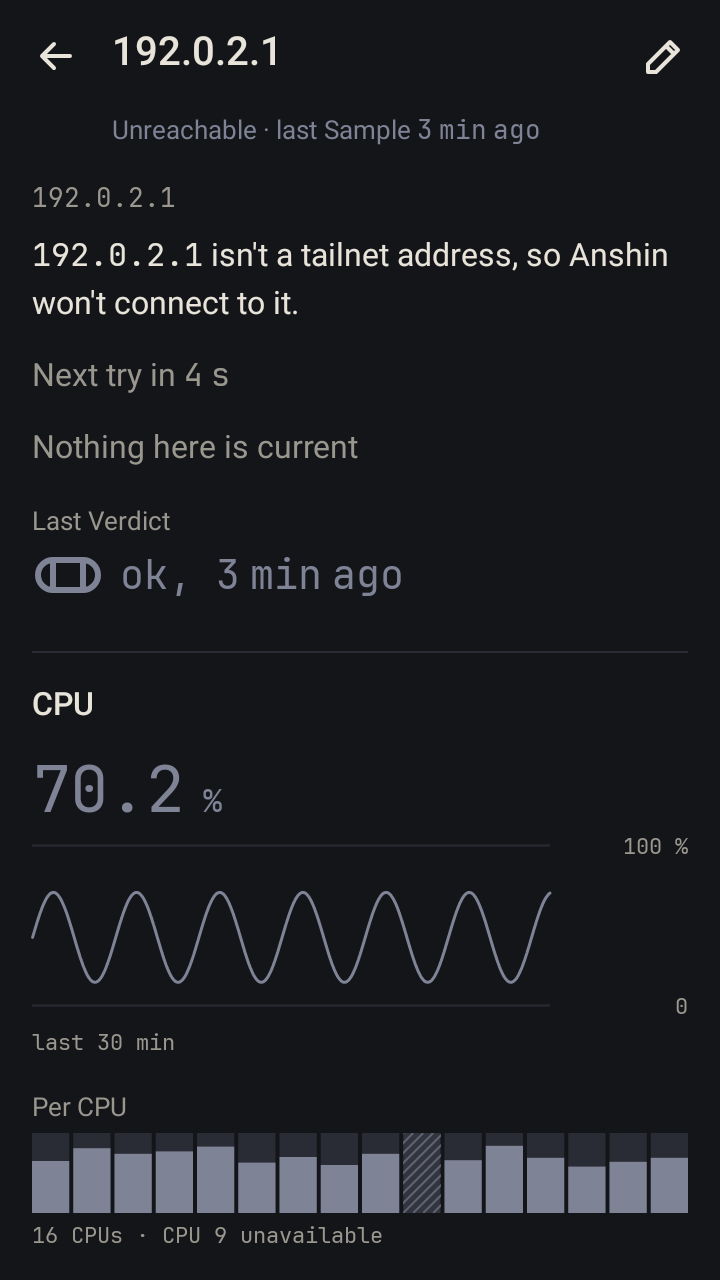 192.0.2.1
Unreachable · last Sample 3 min ago
192.0.2.1
192.0.2.1 isn't a tailnet address, so Anshin
won't connect to it.
Next try in 4 s
Nothing here is current
Last Verdict
ok, 3 min ago
CPU
70.2 %
100 %
0
last 30 min
Per CPU
16 CPUs · CPU 9 unavailable